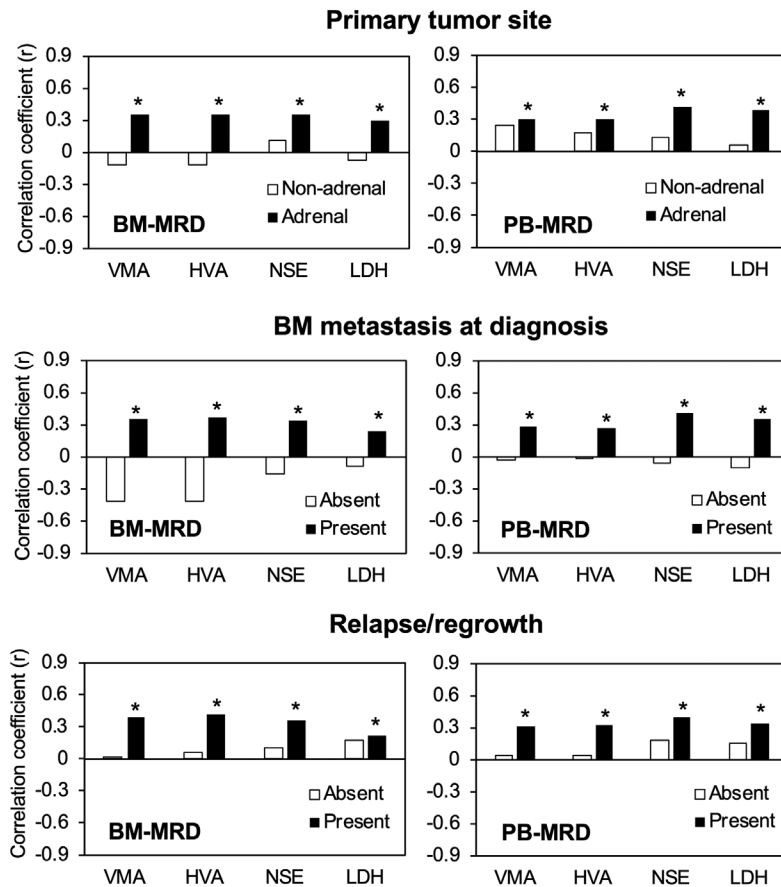 Primary tumor site
Correlation coefficient (r)
0.9
0.6
0.3
0
-0.3
-0.6
-0.9
* * * *
Non-adrenal
Adrenal
BM-MRD
VMA HVA NSE LDH
0.9
0.6
0.3
0
-0.3
-0.6
-0.9
* * * *
Non-adrenal
Adrenal
PB-MRD
VMA HVA NSE LDH
BM metastasis at diagnosis
Correlation coefficient (r)
0.9
0.6
0.3
0
-0.3
-0.6
-0.9
* * * *
Absent
Present
BM-MRD
VMA HVA NSE LDH
0.9
0.6
0.3
0
-0.3
-0.6
-0.9
* * * *
Absent
Present
PB-MRD
VMA HVA NSE LDH
Relapse/regrowth
Correlation coefficient (r)
0.9
0.6
0.3
0
-0.3
-0.6
-0.9
* * * *
Absent
Present
BM-MRD
VMA HVA NSE LDH
0.9
0.6
0.3
0
-0.3
-0.6
-0.9
* * * *
Absent
Present
PB-MRD
VMA HVA NSE LDH